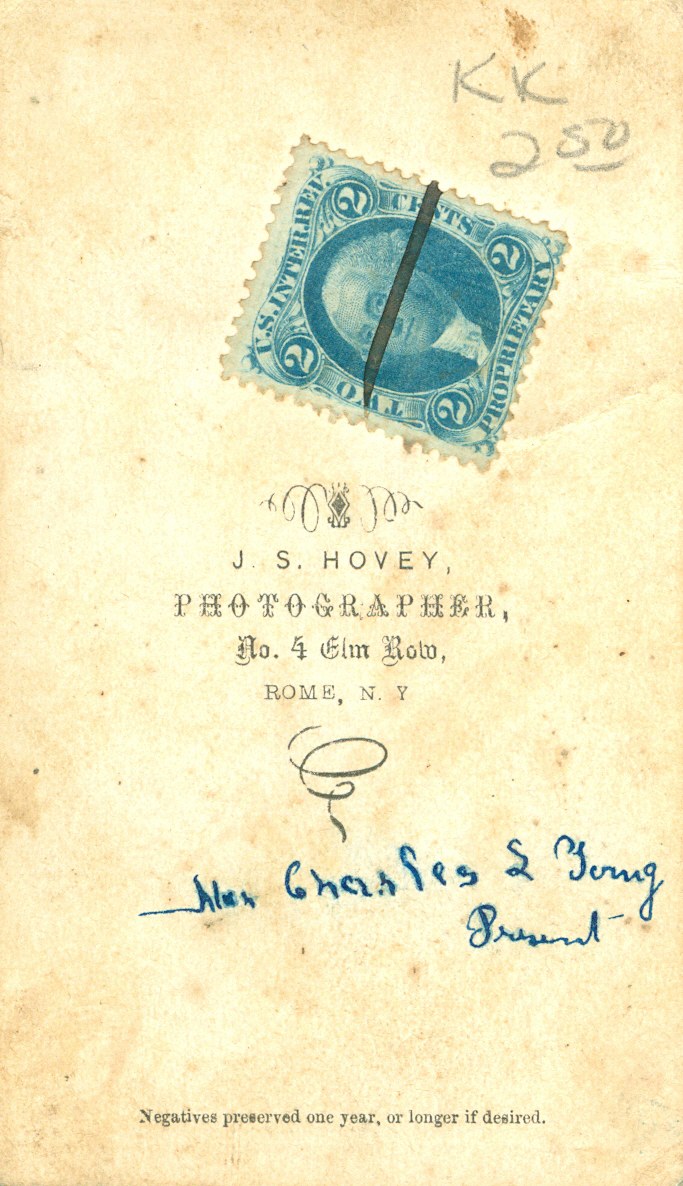 KK
2 50
U.S. INTER. REV.
2 CENTS 2
PROPRIETARY
2 TWO 2
J. S. HOVEY,
PHOTOGRAPHER,
No. 4 Elm Row,
ROME, N. Y
Charles L Young
Present
Negatives preserved one year, or longer if desired.